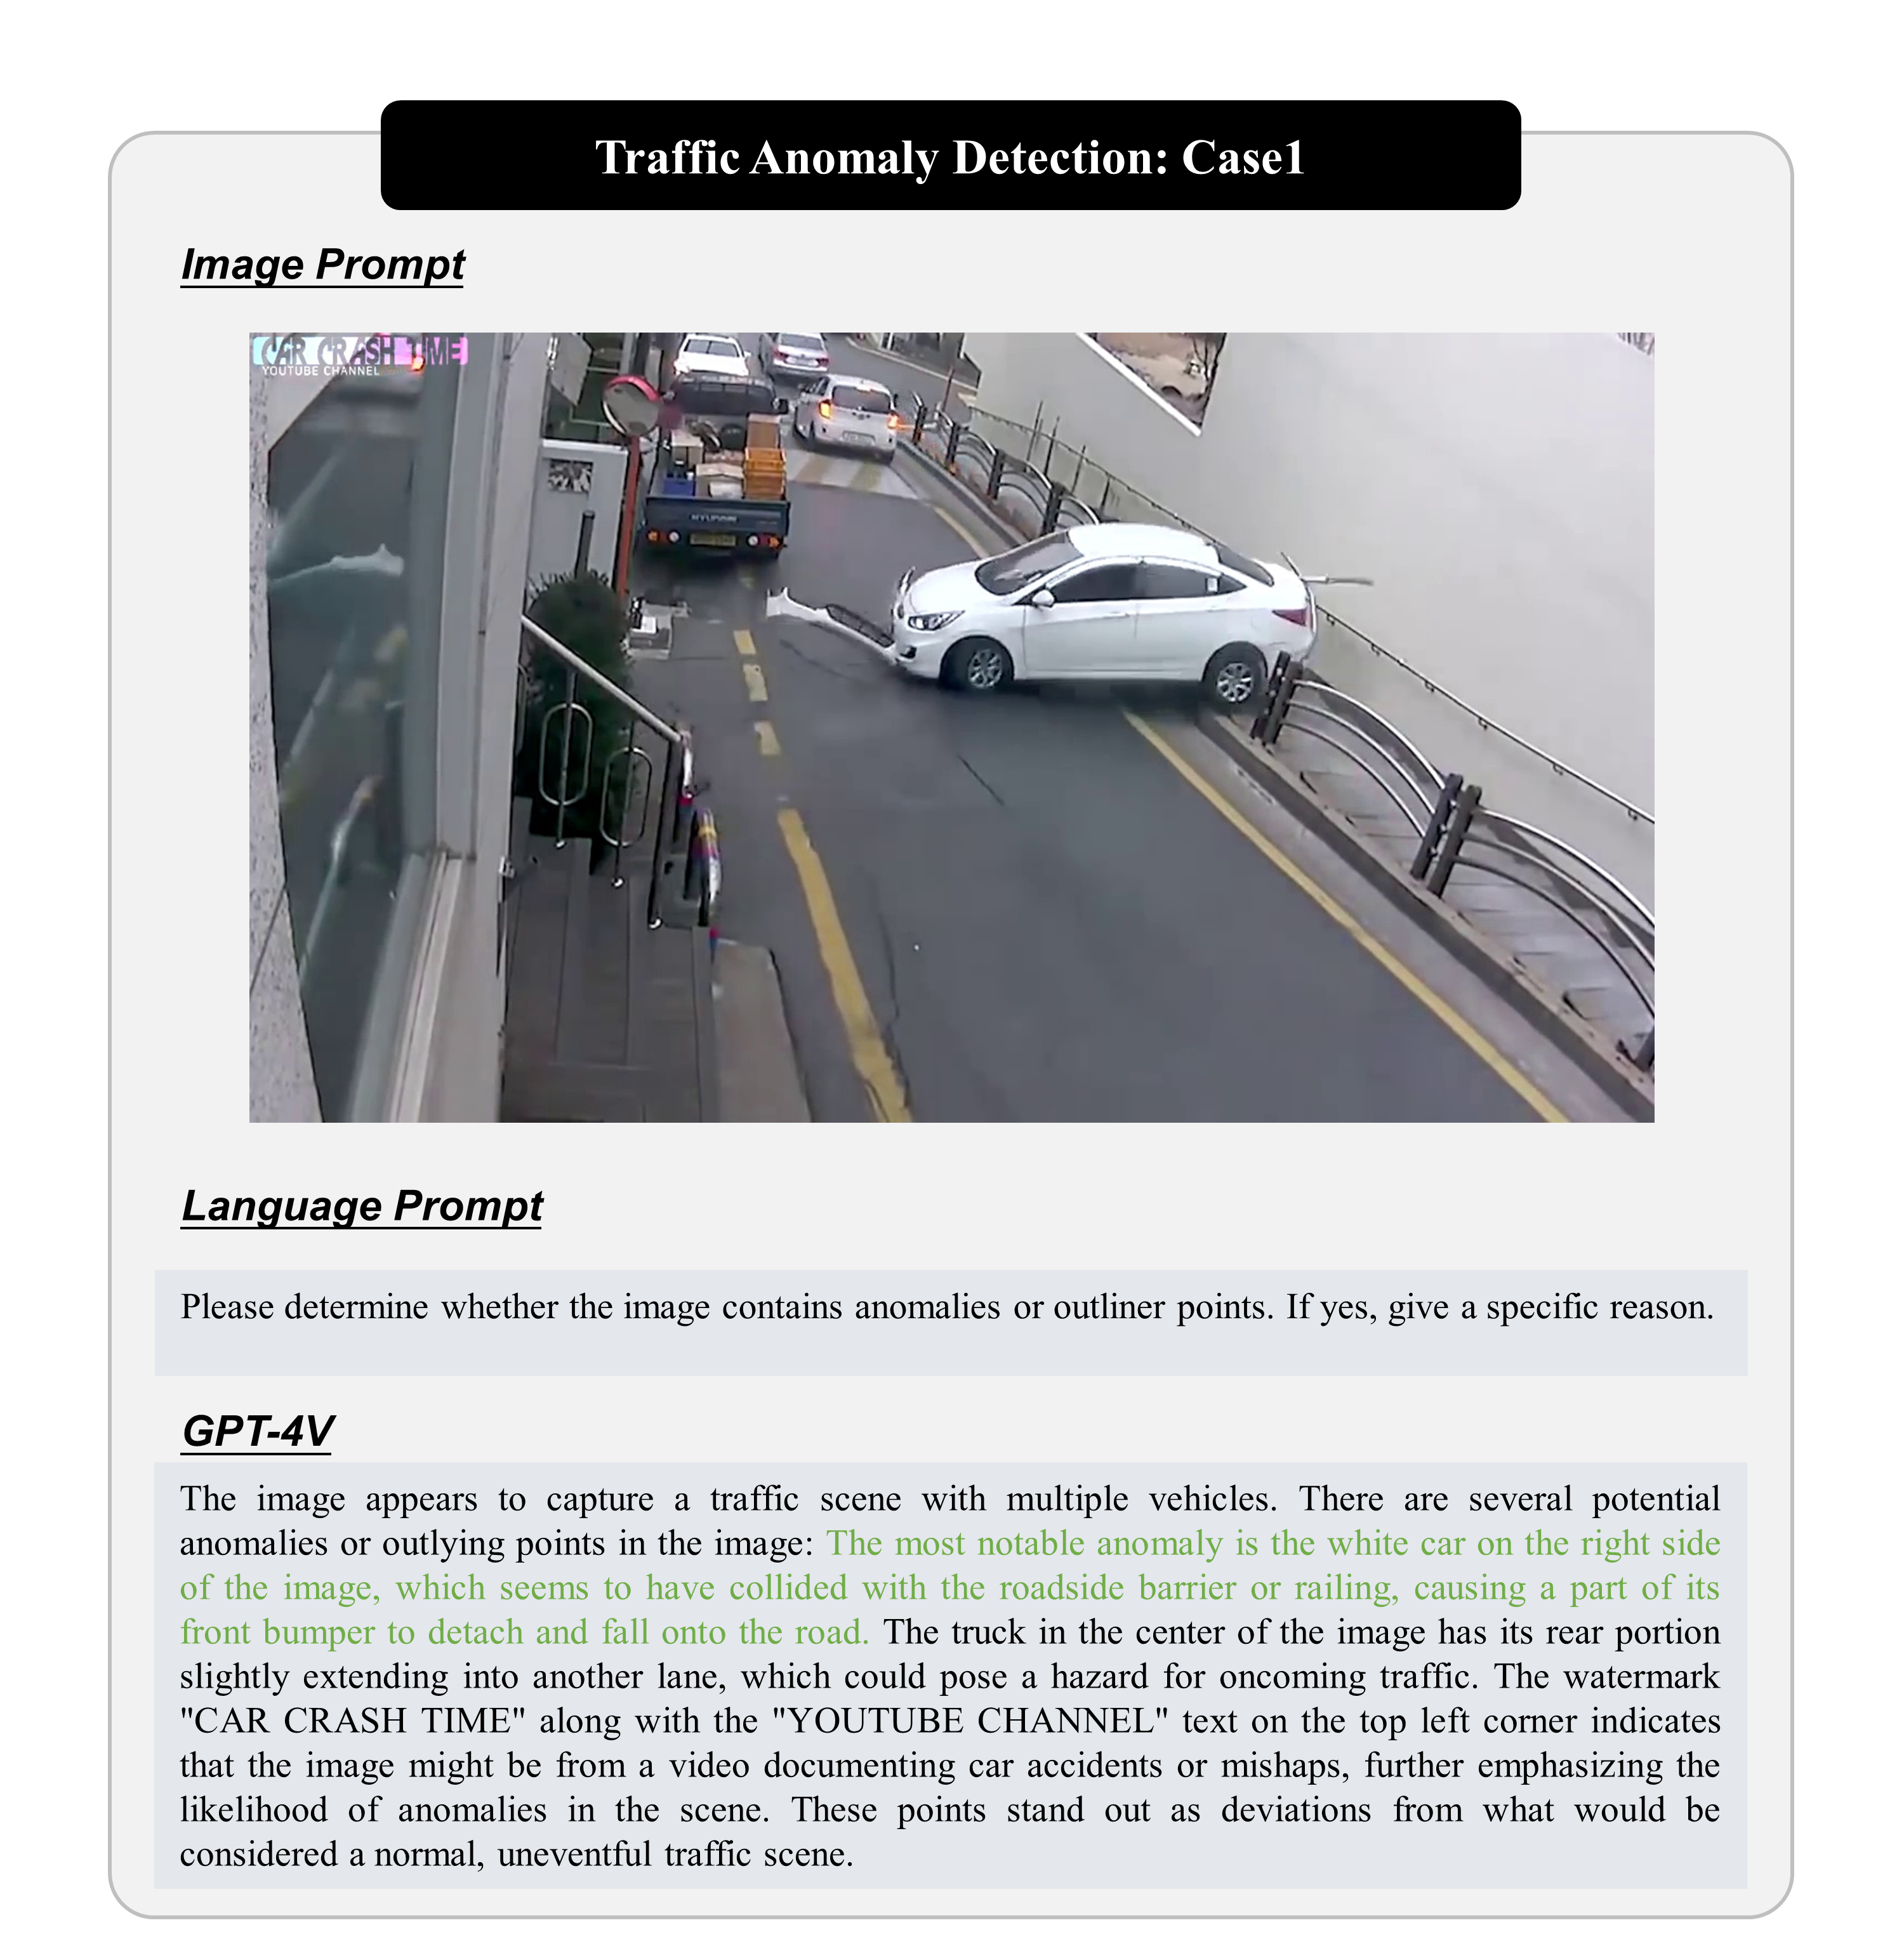 Traffic Anomaly Detection: Case1
Image Prompt
CAR CRASH TIME
YOUTUBE CHANNEL
HYUNDAI
Language Prompt
Please determine whether the image contains anomalies or outliner points. If yes, give a specific reason.
GPT-4V
The image appears to capture a traffic scene with multiple vehicles. There are several potential
anomalies or outlying points in the image: The most notable anomaly is the white car on the right side
of the image, which seems to have collided with the roadside barrier or railing, causing a part of its
front bumper to detach and fall onto the road. The truck in the center of the image has its rear portion
slightly extending into another lane, which could pose a hazard for oncoming traffic. The watermark
"CAR CRASH TIME" along with the "YOUTUBE CHANNEL" text on the top left corner indicates
that the image might be from a video documenting car accidents or mishaps, further emphasizing the
likelihood of anomalies in the scene. These points stand out as deviations from what would be
considered a normal, uneventful traffic scene.